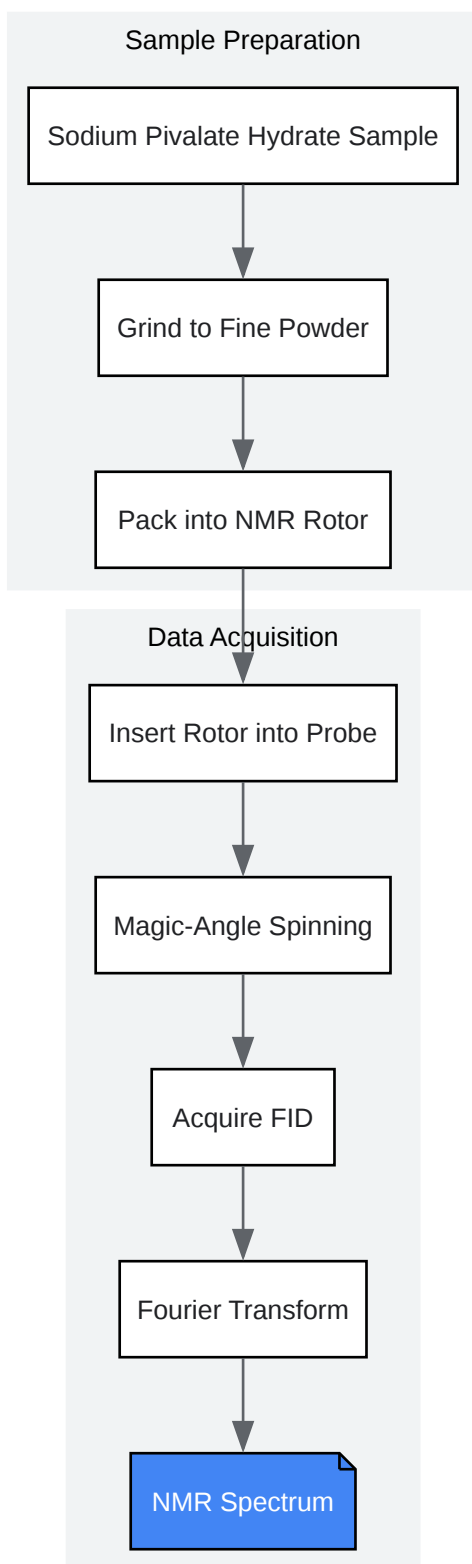 Sample Preparation
Sodium Pivalate Hydrate Sample
Grind to Fine Powder
Pack into NMR Rotor
Data Acquisition
Insert Rotor into Probe
Magic-Angle Spinning
Acquire FID
Fourier Transform
NMR Spectrum